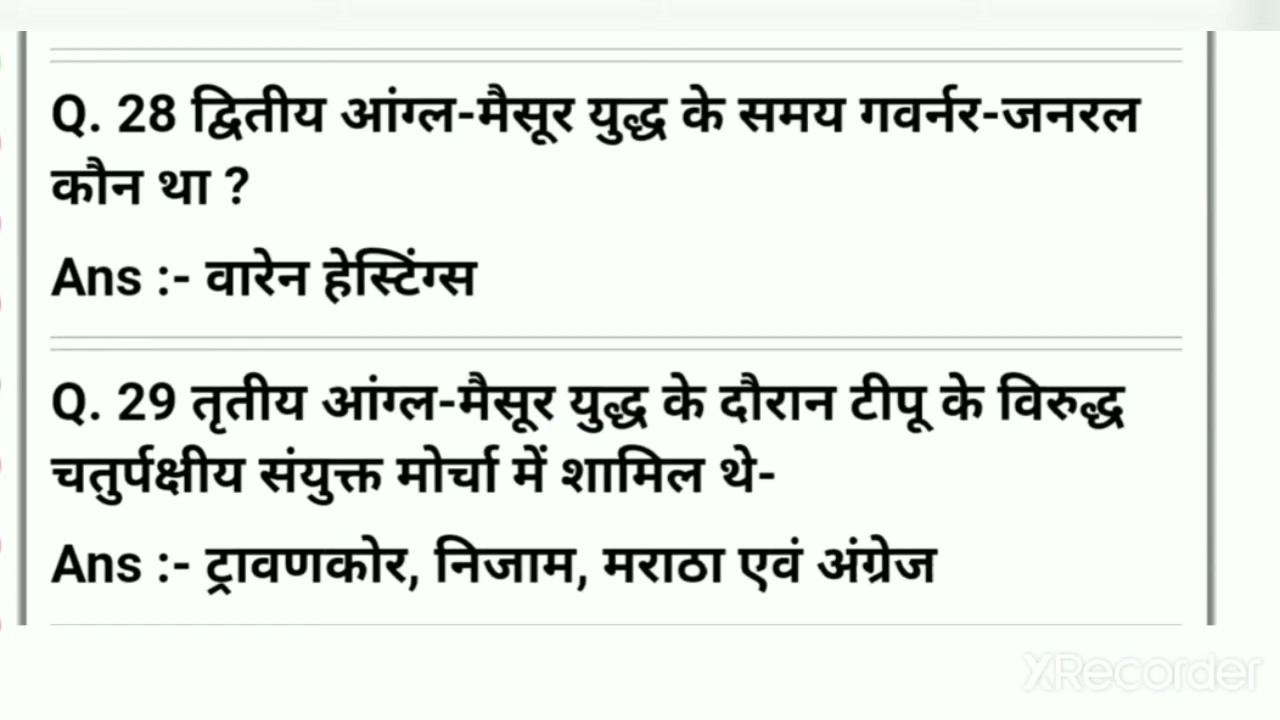 Q. 28 द्वितीय आंग्ल-मैसूर युद्ध के समय गवर्नर-जनरल
कौन था ?
Ans :- वारेन हेस्टिंग्स
Q. 29 तृतीय आंग्ल-मैसूर युद्ध के दौरान टीपू के विरुद्ध
चतुर्पक्षीय संयुक्त मोर्चा में शामिल थे-
Ans :- ट्रावणकोर, निजाम, मराठा एवं अंग्रेज
XRecorder